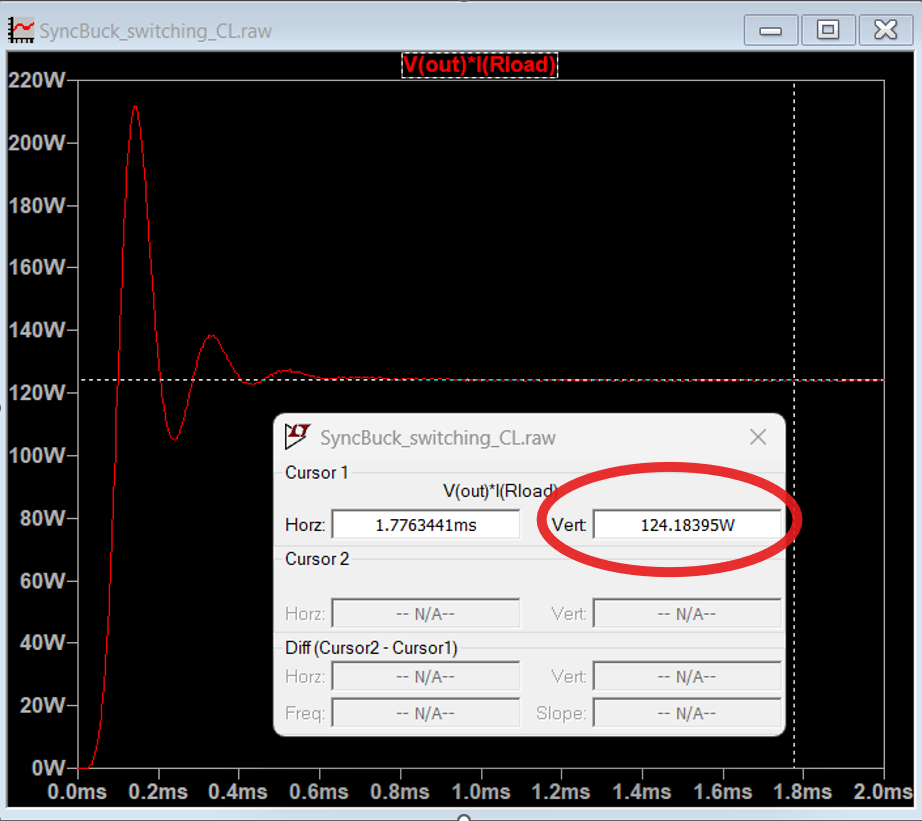 SyncBuck_switching_CL.raw
V(out)*I(Rload)
220W
200W
180W
160W
140W
120W
100W
80W
60W
40W
20W
0W
0.0ms 0.2ms 0.4ms 0.6ms 0.8ms 1.0ms 1.2ms 1.4ms 1.6ms 1.8ms 2.0ms
SyncBuck_switching_CL.raw
Cursor 1
V(out)*I(Rload)
Horz: 1.7763441ms Vert: 124.18395W
Cursor 2
Horz: -- N/A-- Vert: -- N/A--
Diff (Cursor2 - Cursor1)
Horz: -- N/A-- Vert: -- N/A--
Freq: -- N/A-- Slope: -- N/A--